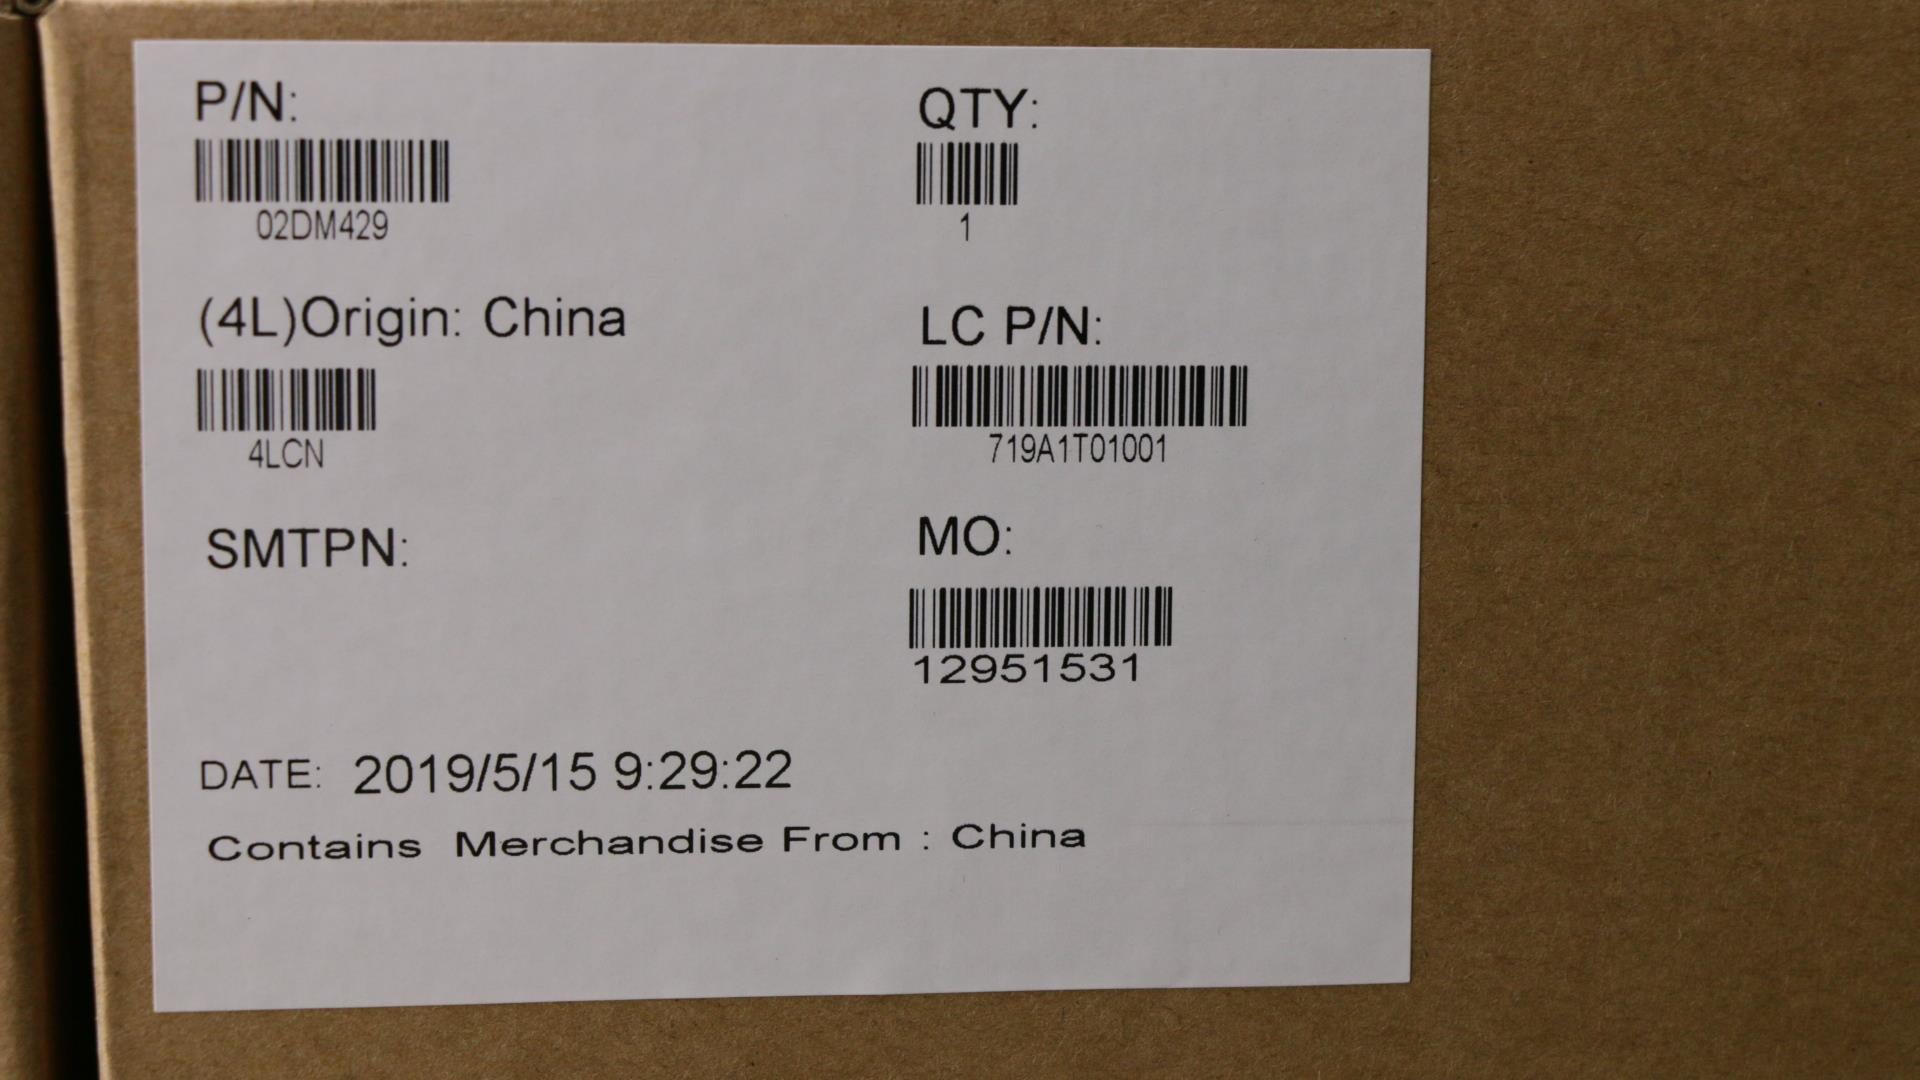 P/N:
02DM429
QTY:
1
(4L)Origin: China
4LCN
LC P/N:
719A1T01001
SMTPN:
MO:
12951531
DATE: 2019/5/15 9:29:22
Contains Merchandise From : China